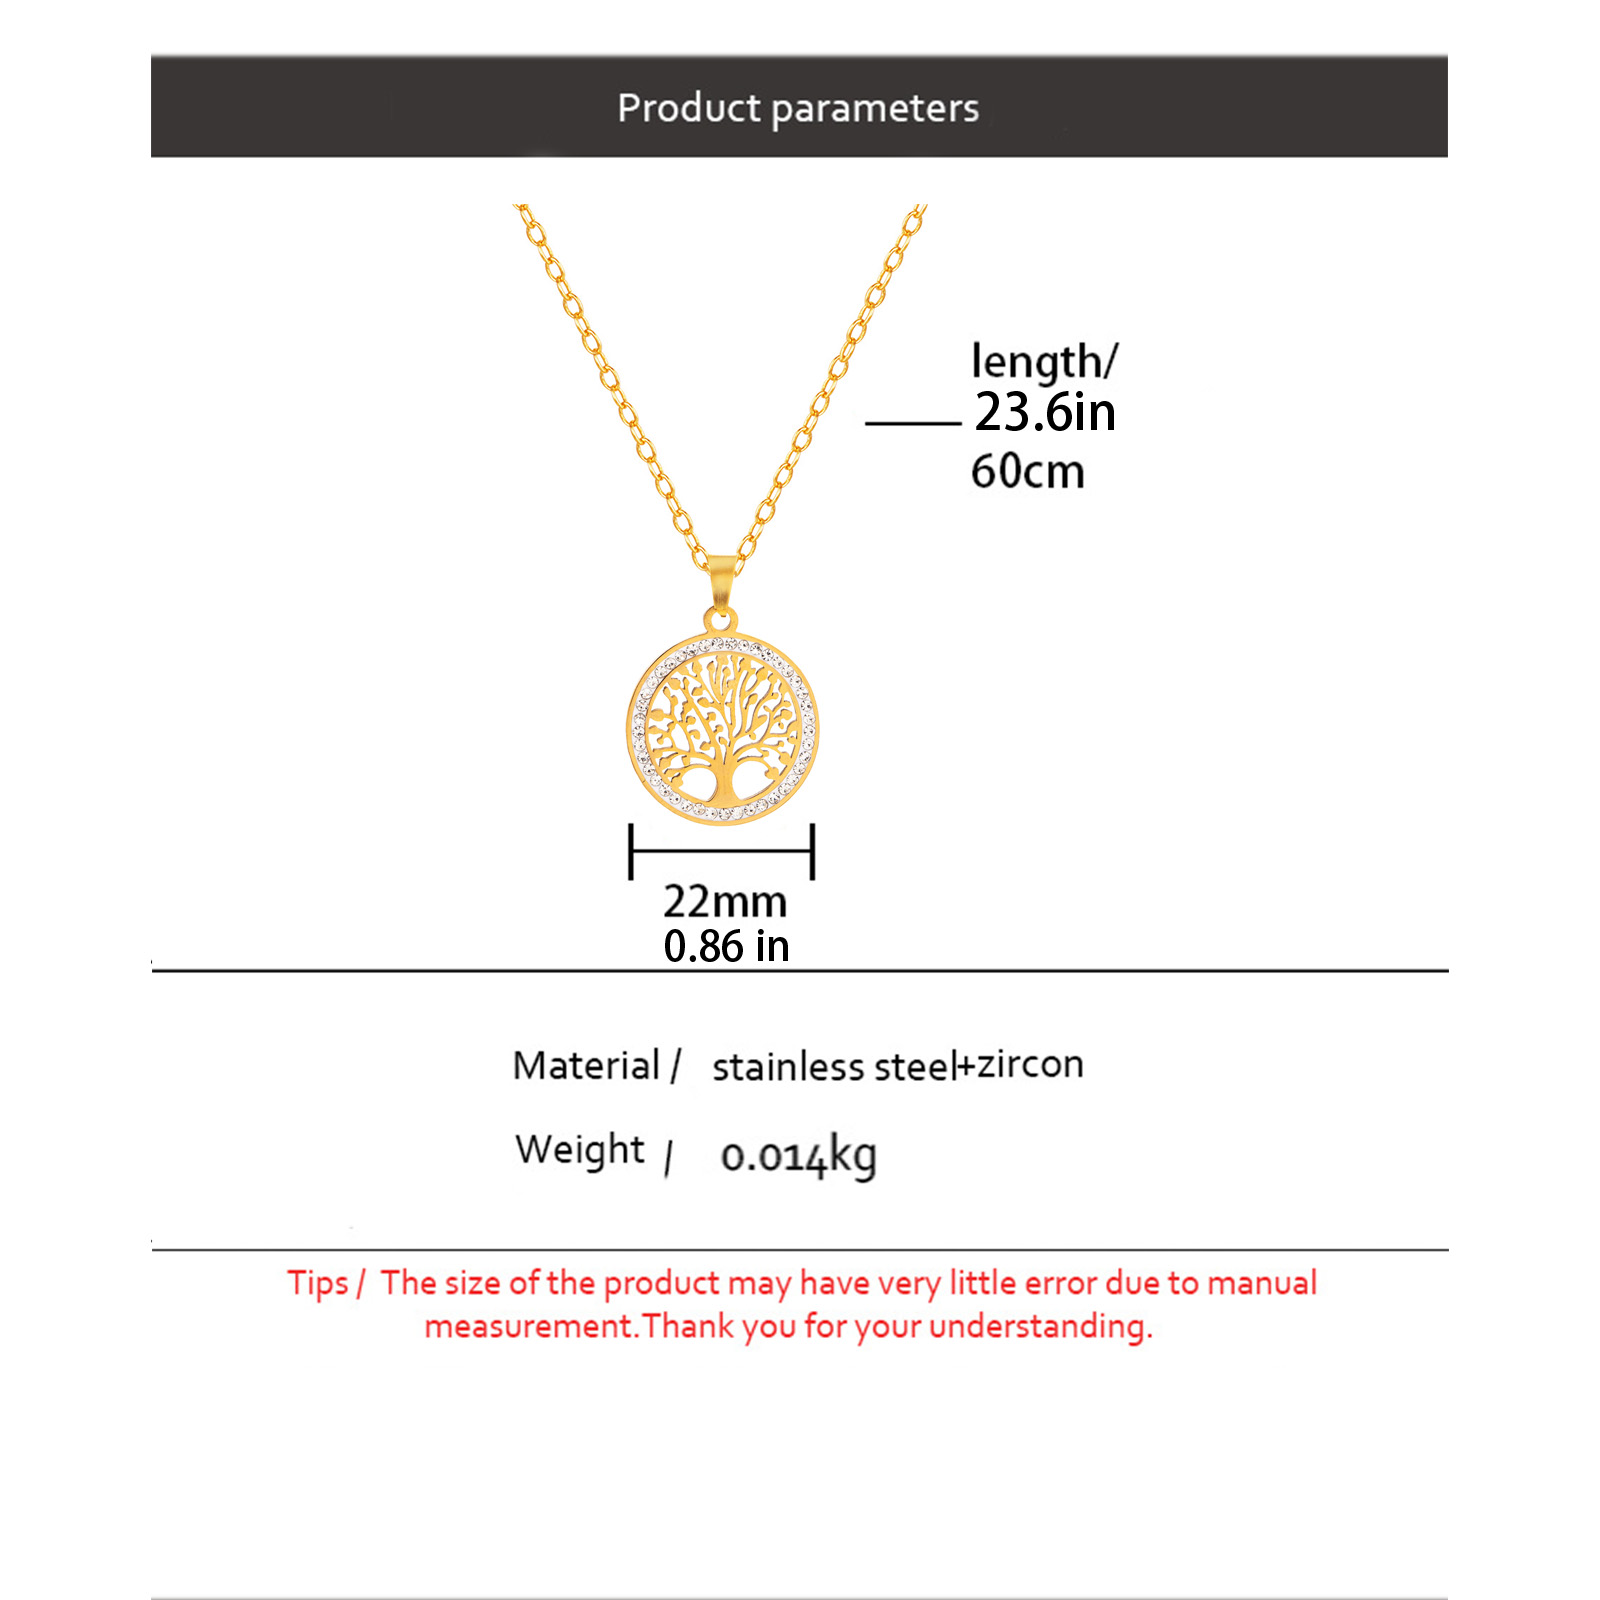 Product parameters
length/
23.6in
60cm
22mm
0.86 in
Material / stainless steel+zircon
Weight / 0.014kg
Tips / The size of the product may have very little error due to manual
measurement.Thank you for your understanding.